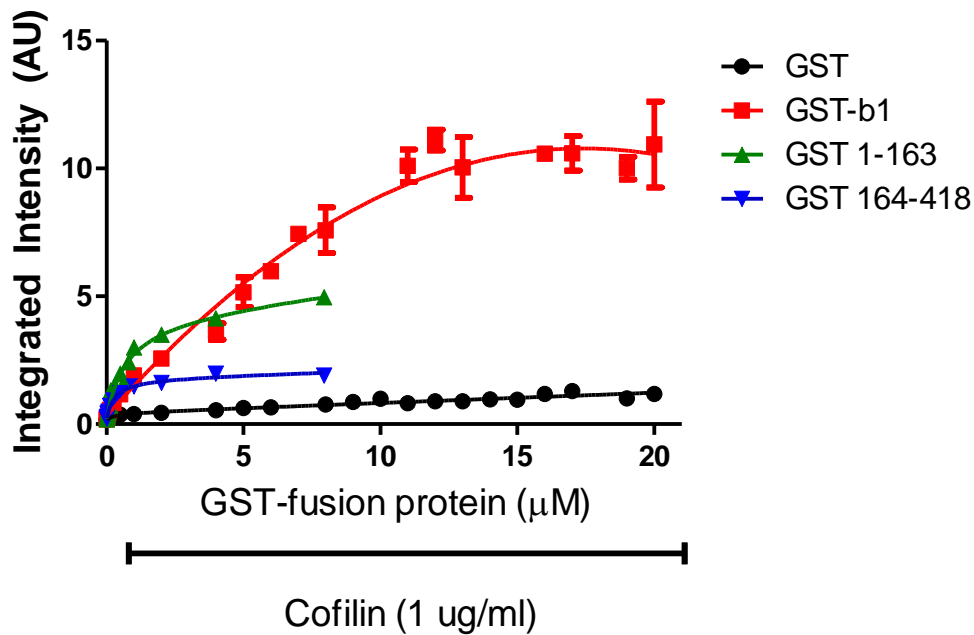 Integrated Intensity (AU)
15
10
5
0
0 5 10 15 20
GST-fusion protein (μM)
Cofilin (1 ug/ml)
GST
GST-b1
GST 1-163
GST 164-418